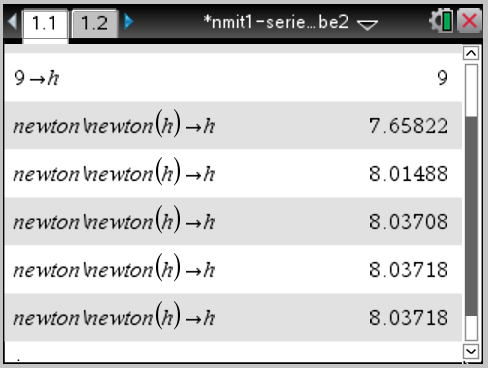 1.1 1.2 *nmit1-serie…be2
9→h 9
newton\newton(h)→h 7.65822
newton\newton(h)→h 8.01488
newton\newton(h)→h 8.03708
newton\newton(h)→h 8.03718
newton\newton(h)→h 8.03718